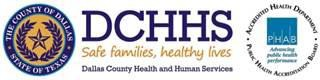 THE COUNTY OF DALLAS
STATE OF TEXAS
DCHHS
Safe families, healthy lives
Dallas County Health and Human Services
ACCREDITED HEALTH DEPARTMENT
PUBLIC HEALTH ACCREDITATION BOARD
PHAB
Advancing
public health
performance